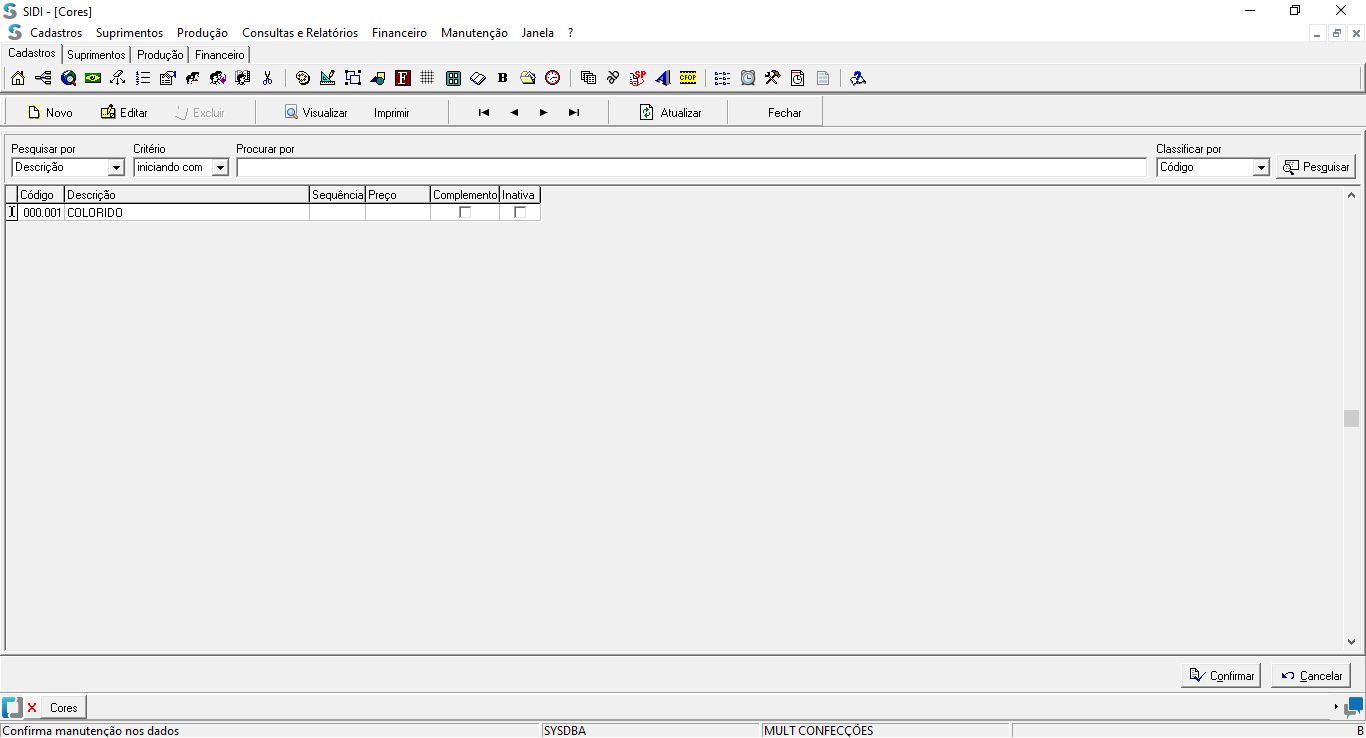 SIDI - [Cores]
Cadastros Suprimentos Produção Consultas e Relatórios Financeiro Manutenção Janela ?
Cadastros Suprimentos Produção Financeiro
F B SP CFOP
Novo Editar Excluir Visualizar Imprimir Atualizar Fechar
Pesquisar por Critério Procurar por Classificar por
Descrição iniciando com Código Pesquisar
Código Descrição Sequência Preço Complemento Inativa
000.001 COLORIDO
Confirmar Cancelar
Cores
Confirma manutenção nos dados SYSDBA MULT CONFECÇÕES B